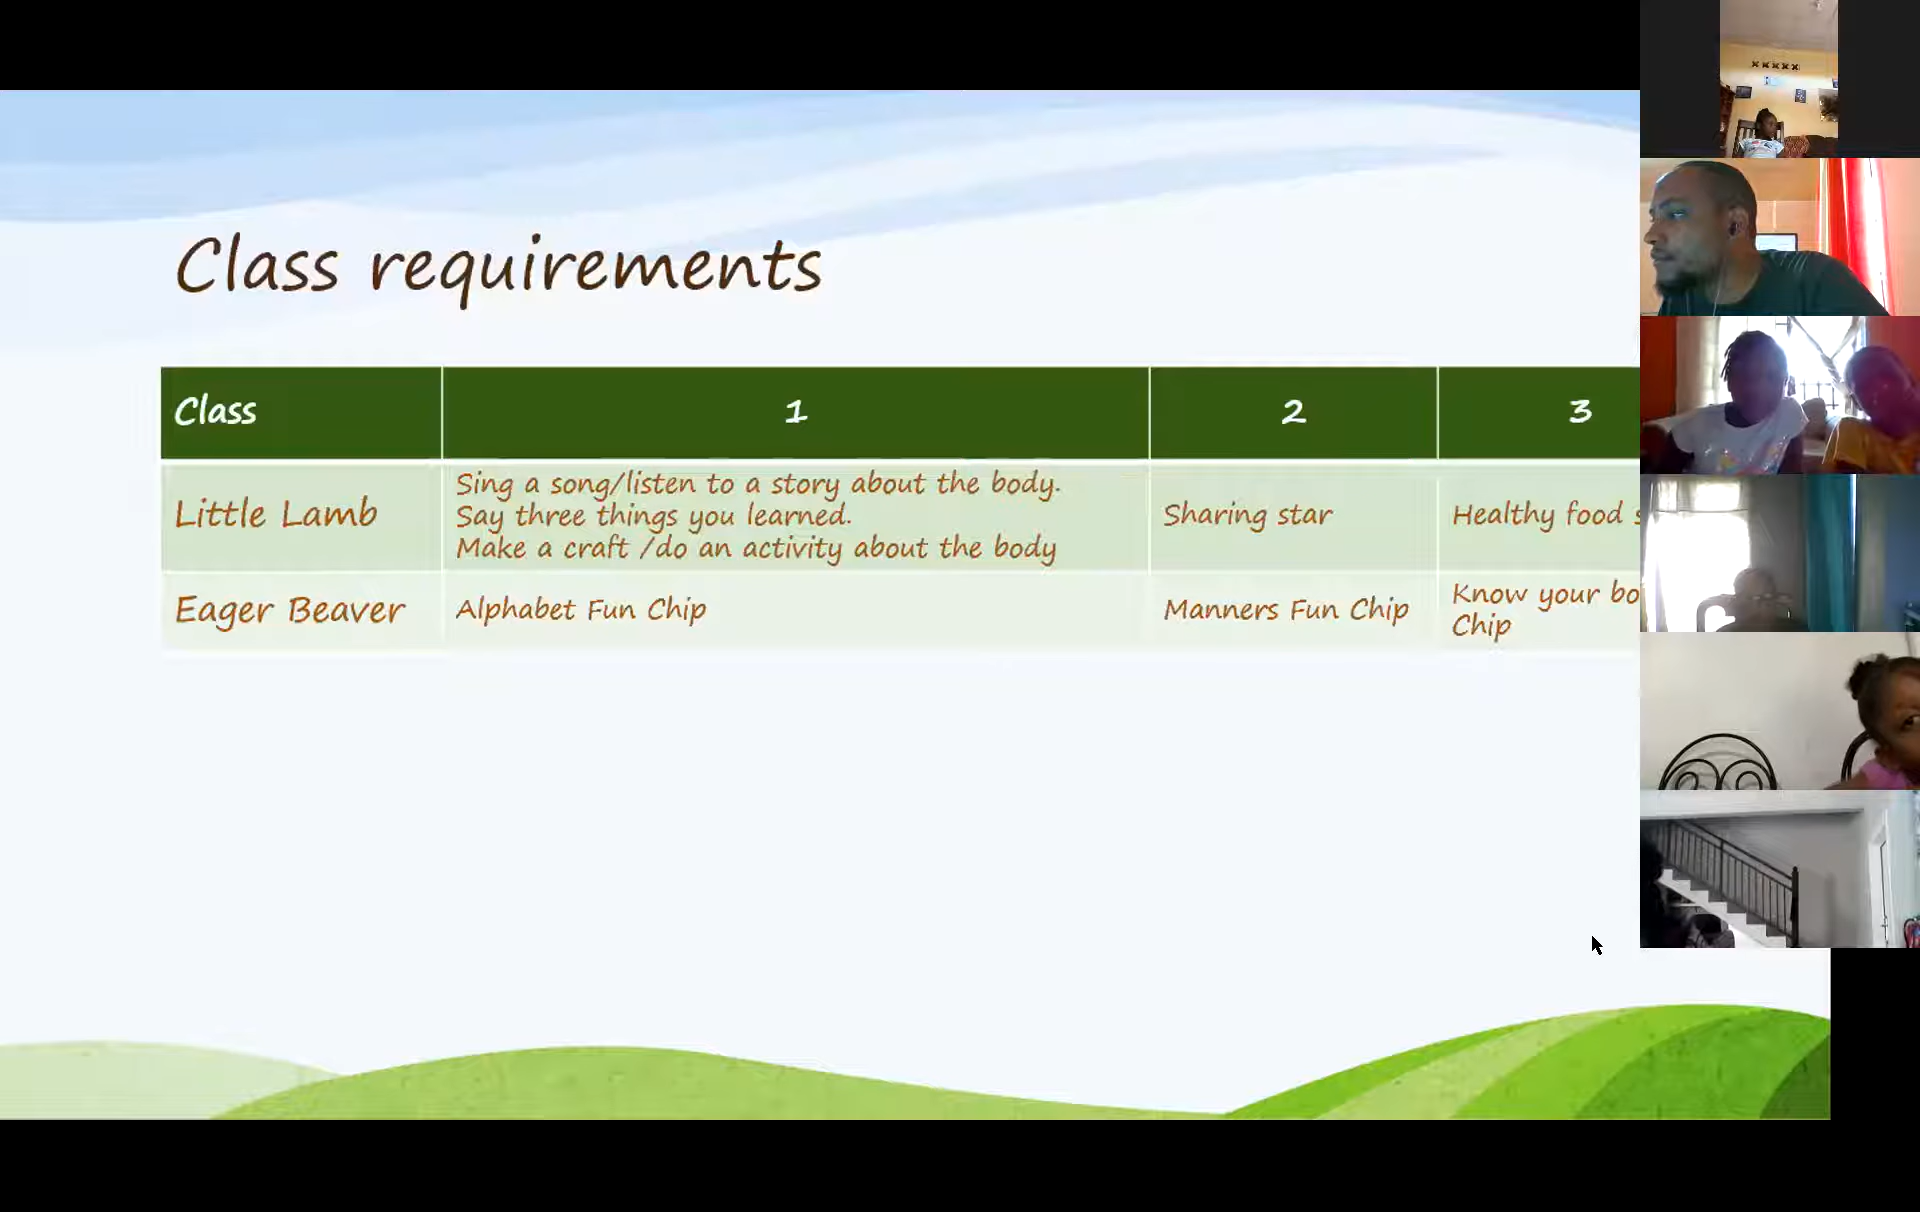 Class requirements
Class 1 2 3
Little Lamb
Sing a song/listen to a story about the body.
Say three things you learned.
Make a craft /do an activity about the body
Sharing star
Healthy food
Eager Beaver
Alphabet Fun Chip
Manners Fun Chip
Know your
Chip